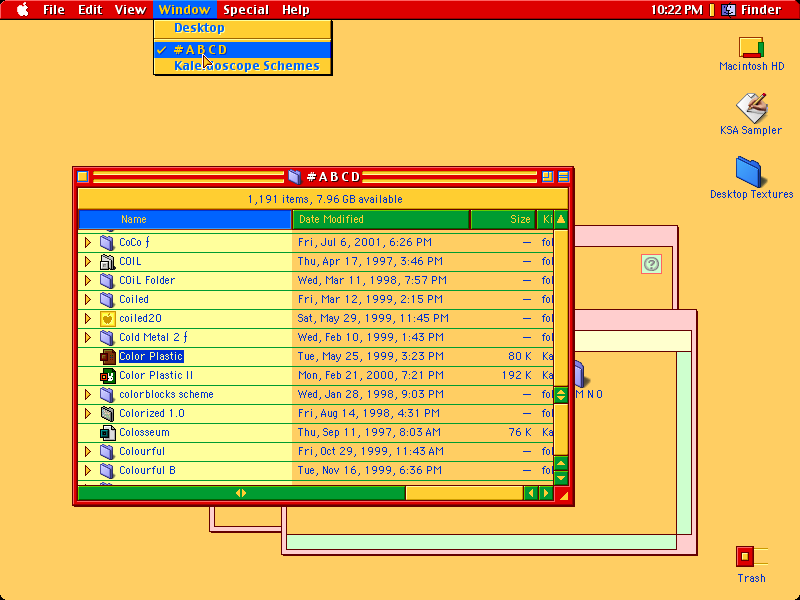 File Edit View Window Special Help 10:22 PM Finder
Desktop
✓ #ABCD
Kaleidoscope Schemes
Macintosh HD
KSA Sampler
Desktop Textures
#ABCD
1,191 items, 7.96 GB available
Name Date Modified Size Ki
CoCo ƒ Fri, Jul 6, 2001, 6:26 PM — fol
COIL Thu, Apr 17, 1997, 3:46 PM — fol
COiL Folder Wed, Mar 11, 1998, 7:57 PM — fol
Coiled Fri, Mar 12, 1999, 2:15 PM — fol
coiled20 Sat, May 29, 1999, 11:45 PM — fol
Cold Metal 2 ƒ Wed, Feb 10, 1999, 1:43 PM — fol
Color Plastic Tue, May 25, 1999, 3:23 PM 80 K Ka
Color Plastic II Mon, Feb 21, 2000, 7:21 PM 192 K Ka
colorblocks scheme Wed, Jan 28, 1998, 9:03 PM — fol
Colorized 1.0 Fri, Aug 14, 1998, 4:31 PM — fol
Colosseum Thu, Sep 11, 1997, 8:03 AM 76 K Ka
Colourful Fri, Oct 29, 1999, 11:43 AM — fol
Colourful B Tue, Nov 16, 1999, 6:36 PM — fol
M N O
Trash